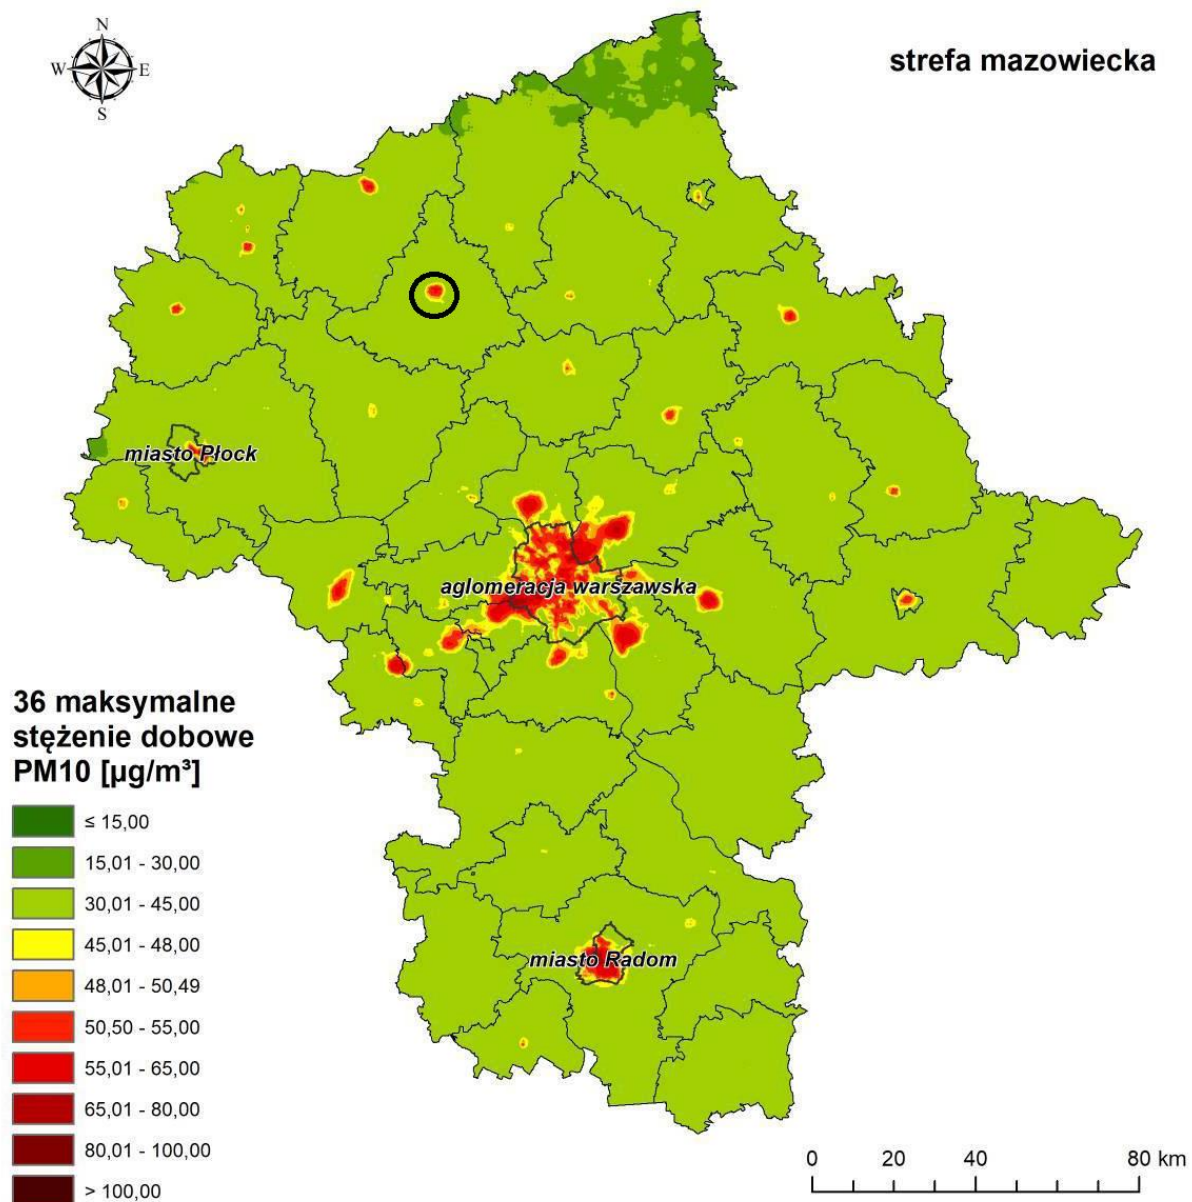 N
W E
S
strefa mazowiecka
miasto Płock
aglomeracja warszawska
miasto Radom
36 maksymalne
stężenie dobowe
PM10 [µg/m³]
≤ 15,00
15,01 - 30,00
30,01 - 45,00
45,01 - 48,00
48,01 - 50,49
50,50 - 55,00
55,01 - 65,00
65,01 - 80,00
80,01 - 100,00
> 100,00
0 40 80 km